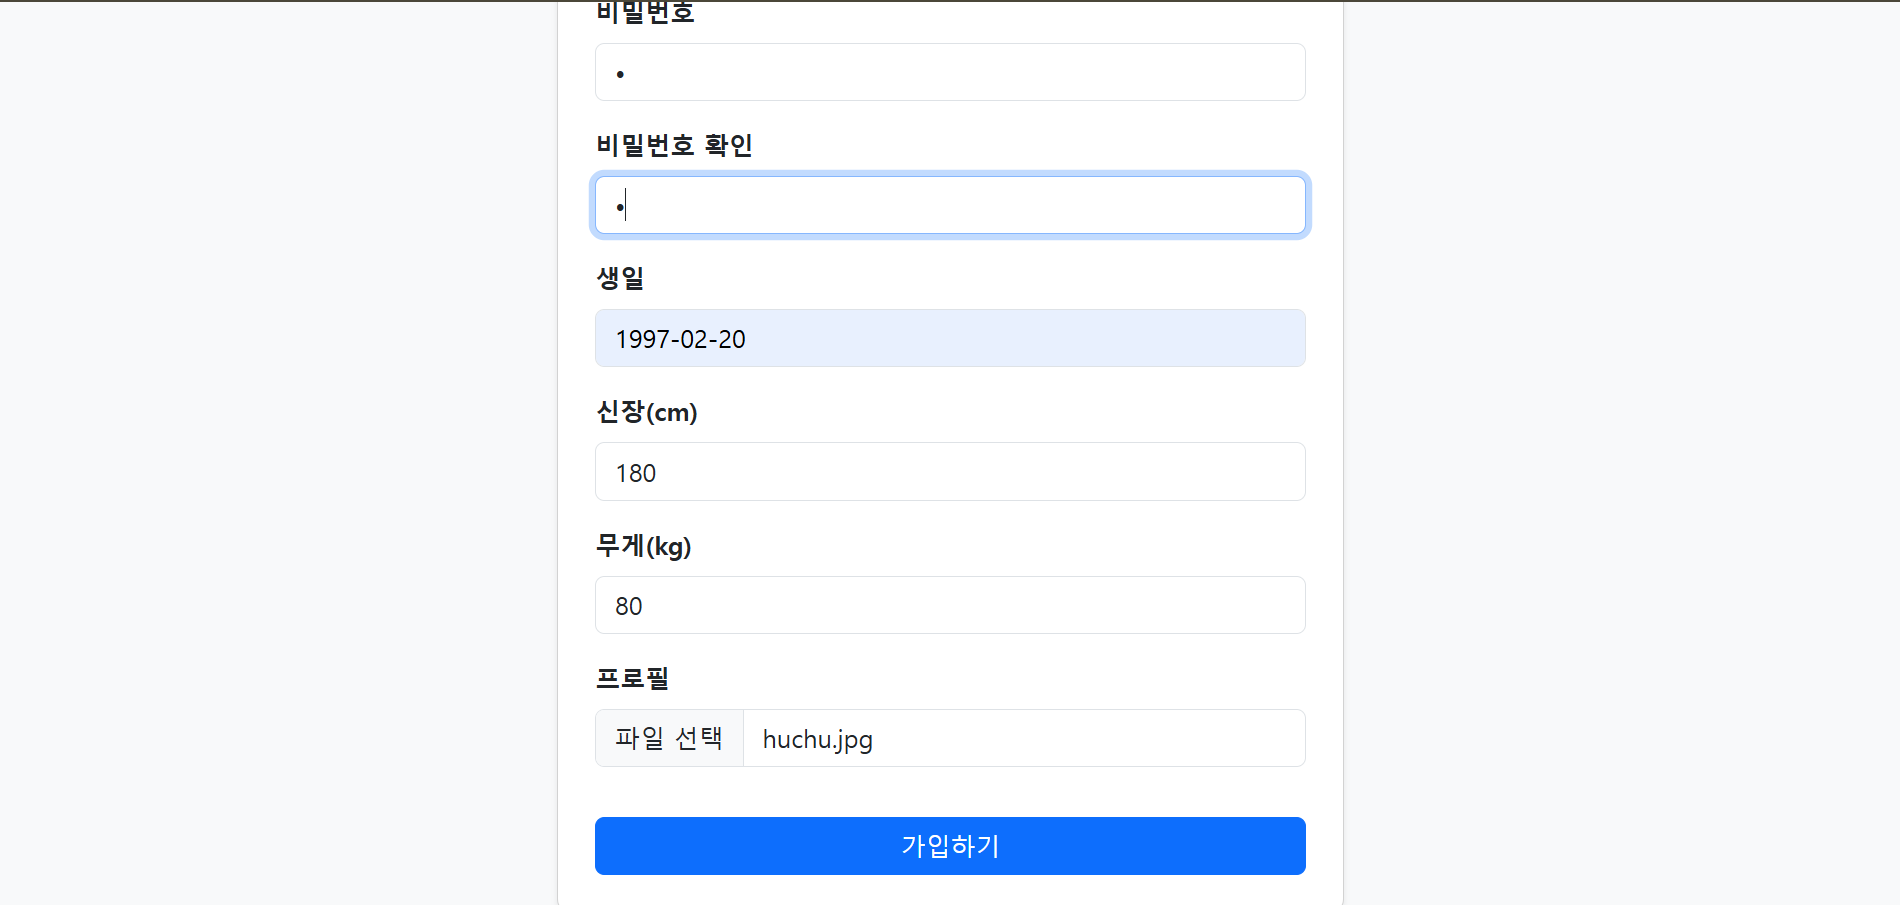 비밀번호
•
비밀번호 확인
•
생일
1997-02-20
신장(cm)
180
무게(kg)
80
프로필
파일 선택 huchu.jpg
가입하기